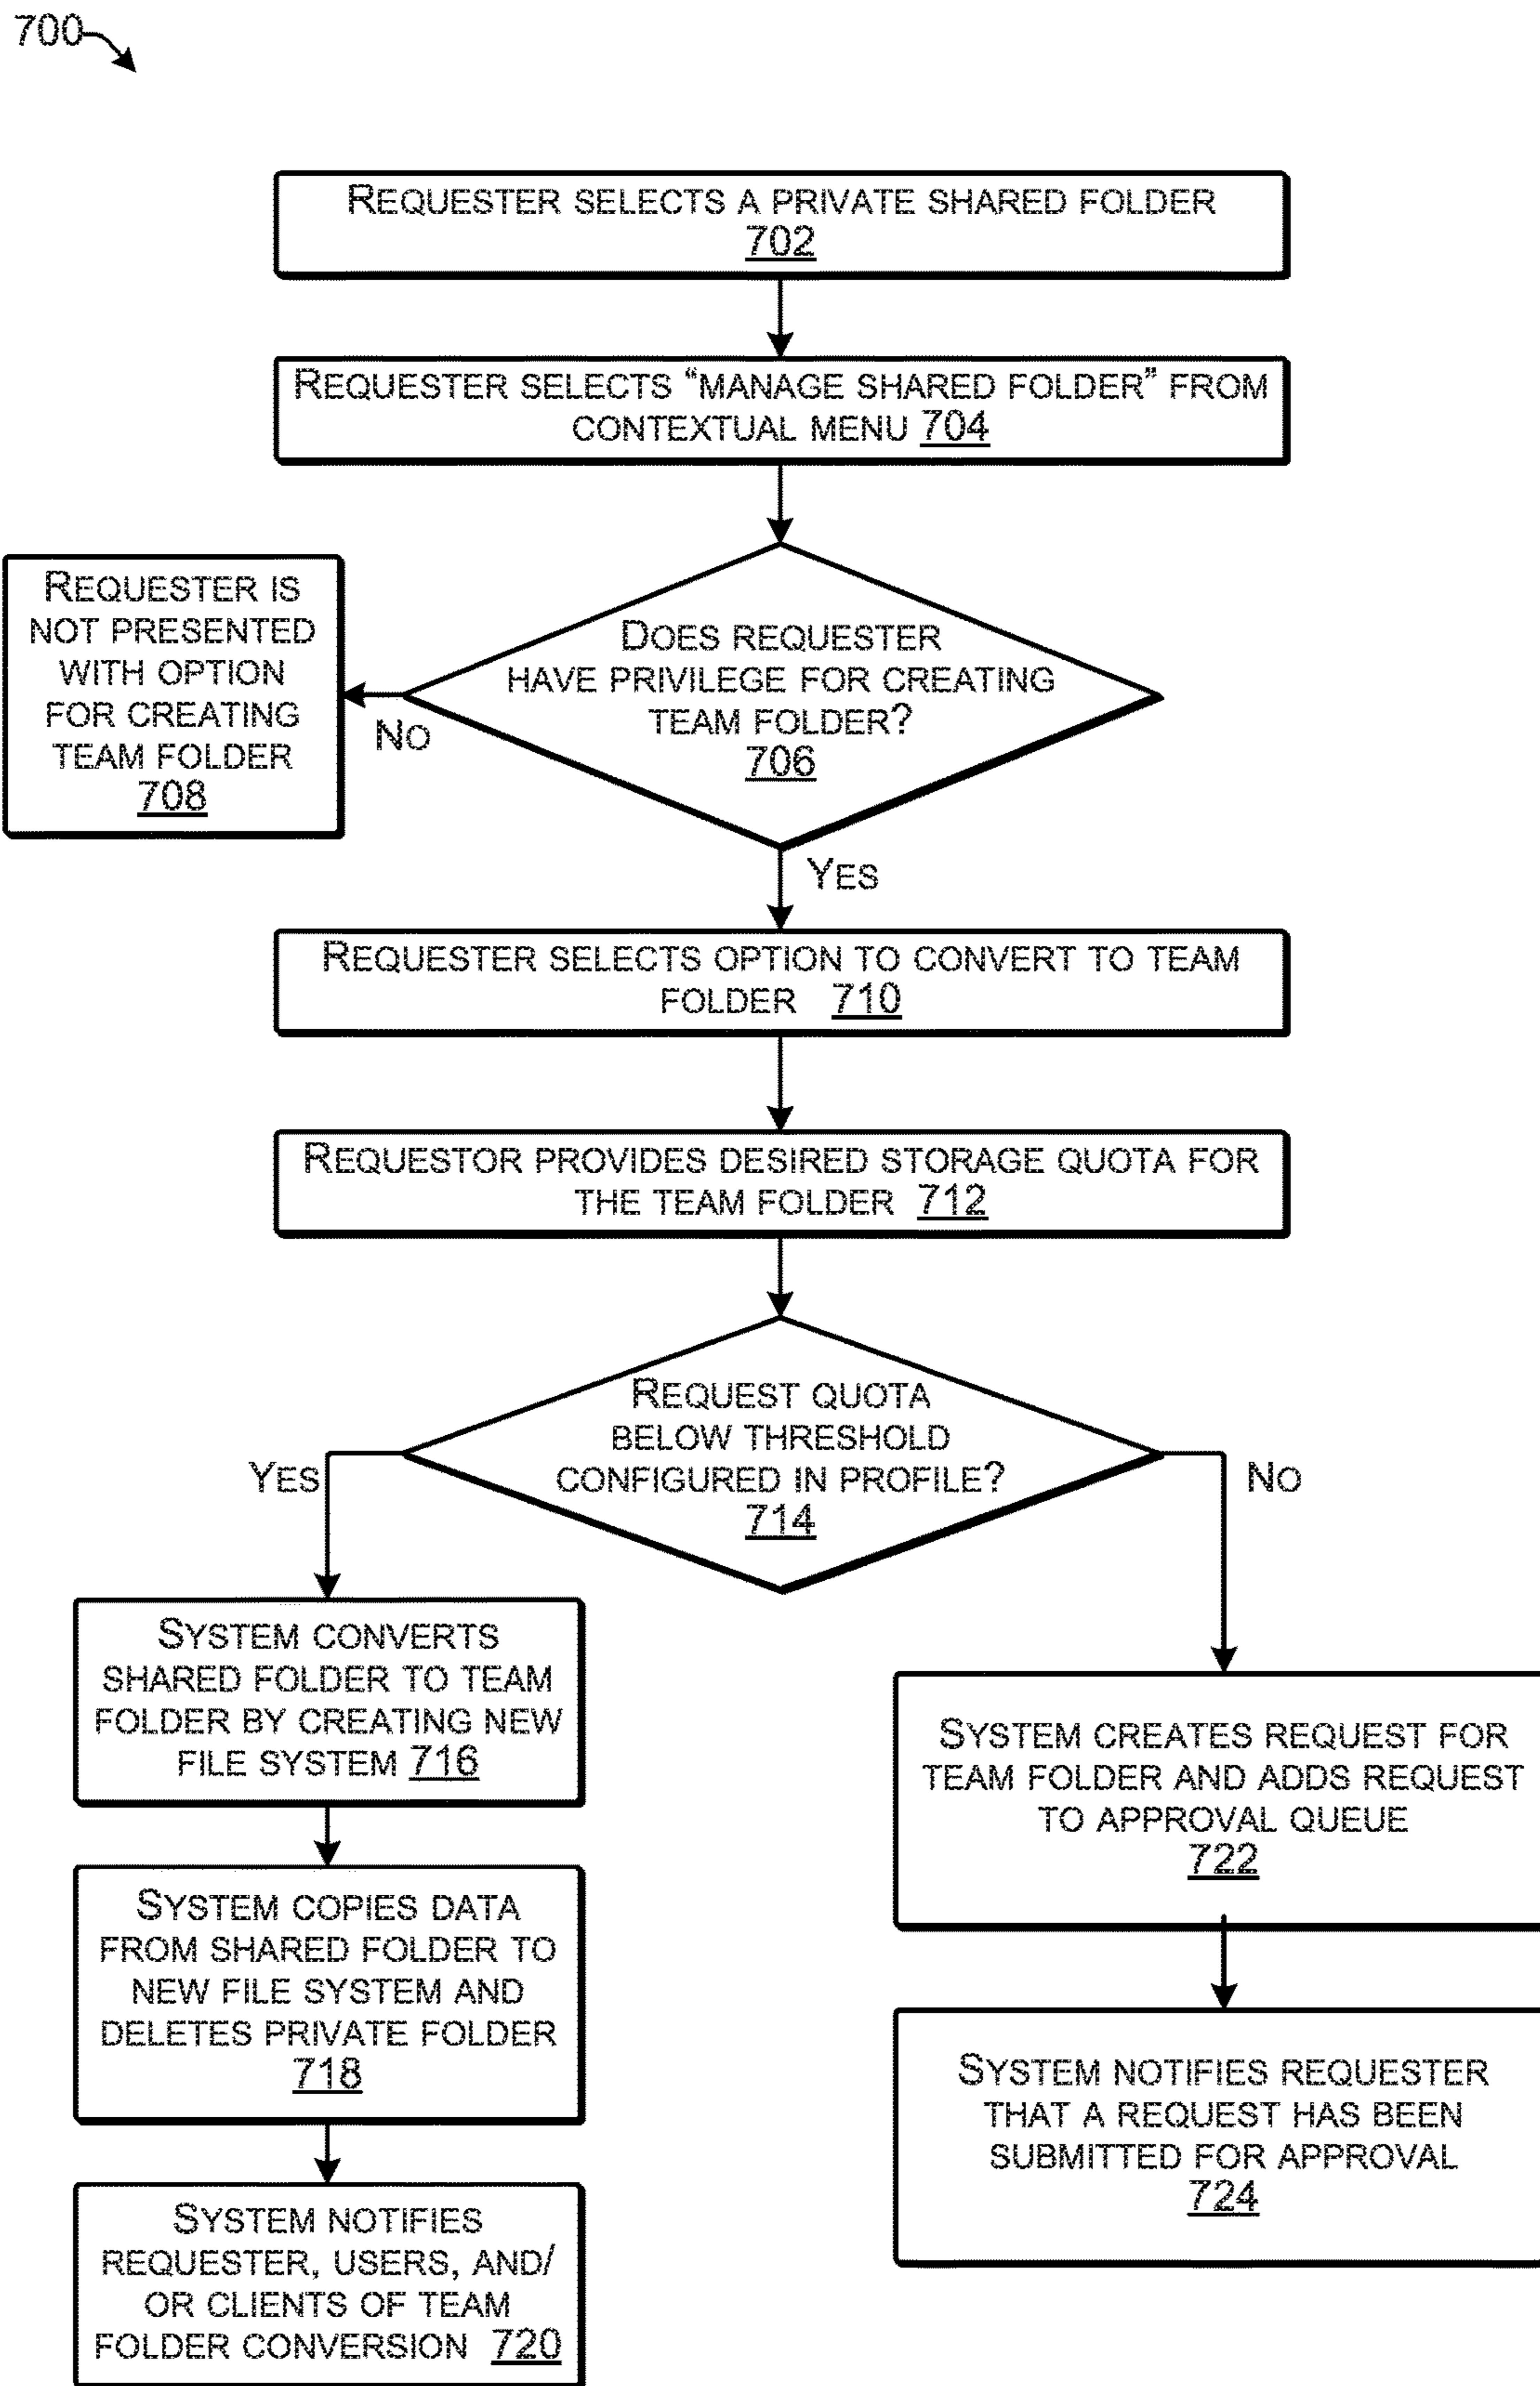 700
REQUESTER SELECTS A PRIVATE SHARED FOLDER
702
REQUESTER SELECTS “MANAGE SHARED FOLDER” FROM
CONTEXTUAL MENU 704
REQUESTER IS
NOT PRESENTED
WITH OPTION
FOR CREATING
TEAM FOLDER
708
DOES REQUESTER
HAVE PRIVILEGE FOR CREATING
TEAM FOLDER?
706
NO
YES
REQUESTER SELECTS OPTION TO CONVERT TO TEAM
FOLDER 710
REQUESTOR PROVIDES DESIRED STORAGE QUOTA FOR
THE TEAM FOLDER 712
REQUEST QUOTA
BELOW THRESHOLD
CONFIGURED IN PROFILE?
714
YES
NO
SYSTEM CONVERTS
SHARED FOLDER TO TEAM
FOLDER BY CREATING NEW
FILE SYSTEM 716
SYSTEM COPIES DATA
FROM SHARED FOLDER TO
NEW FILE SYSTEM AND
DELETES PRIVATE FOLDER
718
SYSTEM NOTIFIES
REQUESTER, USERS, AND/
OR CLIENTS OF TEAM
FOLDER CONVERSION 720
SYSTEM CREATES REQUEST FOR
TEAM FOLDER AND ADDS REQUEST
TO APPROVAL QUEUE
722
SYSTEM NOTIFIES REQUESTER
THAT A REQUEST HAS BEEN
SUBMITTED FOR APPROVAL
724